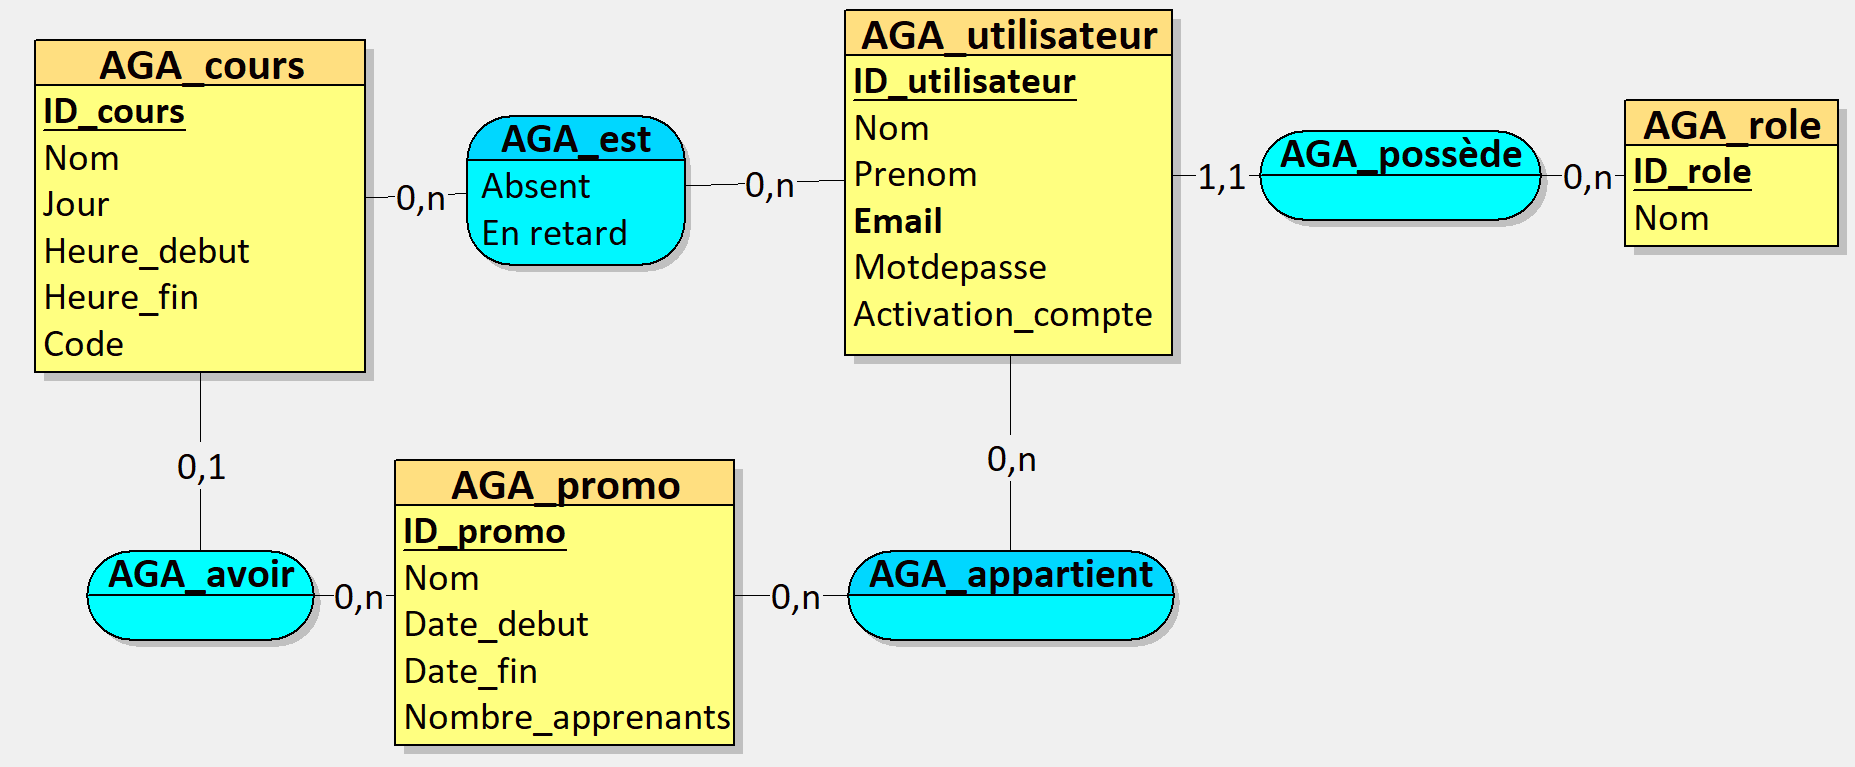 AGA_cours
ID_cours
Nom
Jour
Heure_debut
Heure_fin
Code
0,n
AGA_est
Absent
En retard
0,n
AGA_utilisateur
ID_utilisateur
Nom
Prenom
Email
Motdepasse
Activation_compte
1,1
AGA_possède
0,n
AGA_role
ID_role
Nom
0,1
AGA_avoir
0,n
AGA_promo
ID_promo
Nom
Date_debut
Date_fin
Nombre_apprenants
0,n
AGA_appartient
0,n